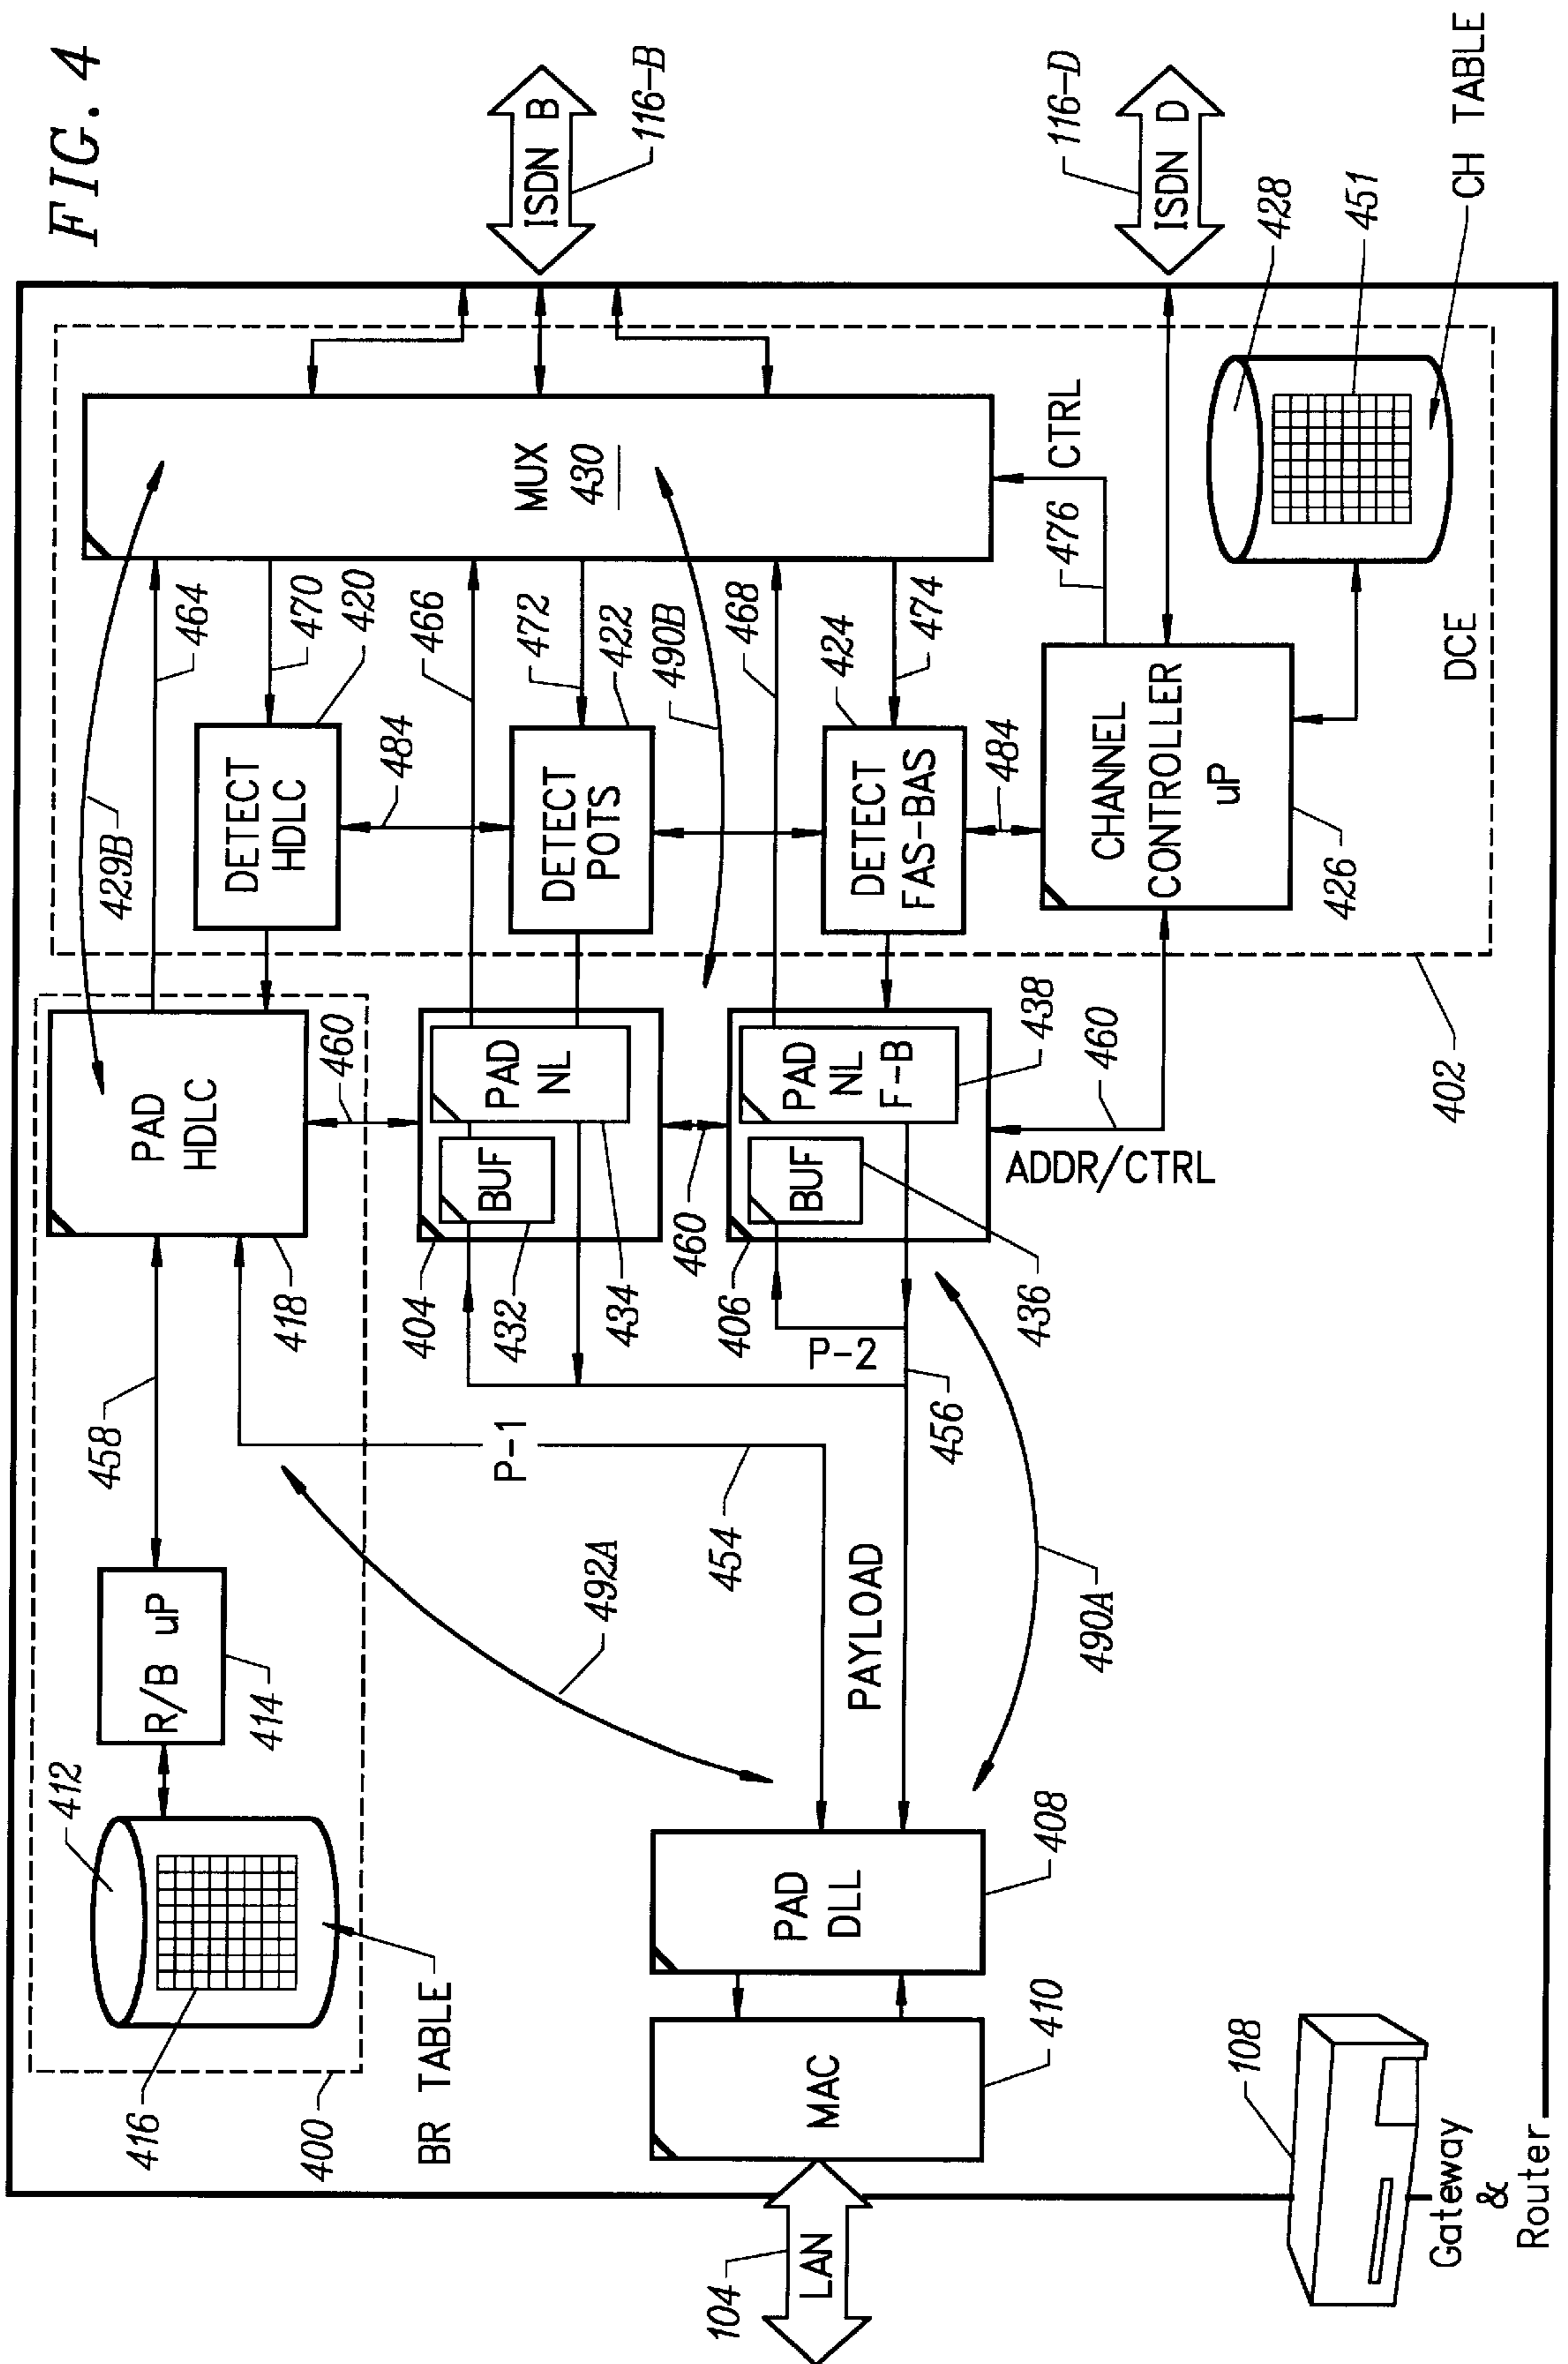 FIG. 4
412
416
400
BR TABLE
R/B uP
414
458
418
PAD
HDLC
460
429B
464
470
420
DETECT
HDLC
484
MUX
430
ISDN B
116-B
492A
P-1
454
404
432
434
BUF
PAD
NL
466
472
422
DETECT
POTS
490B
460
406
436
438
BUF
PAD
NL
F-B
468
474
424
DETECT
FAS-BAS
484
P-2
456
PAYLOAD
490A
ADDR/CTRL
460
402
CHANNEL
CONTROLLER
uP
426
476
CTRL
DCE
428
451
CH TABLE
ISDN D
116-D
104
LAN
MAC
410
PAD
DLL
408
108
Gateway
&
Router